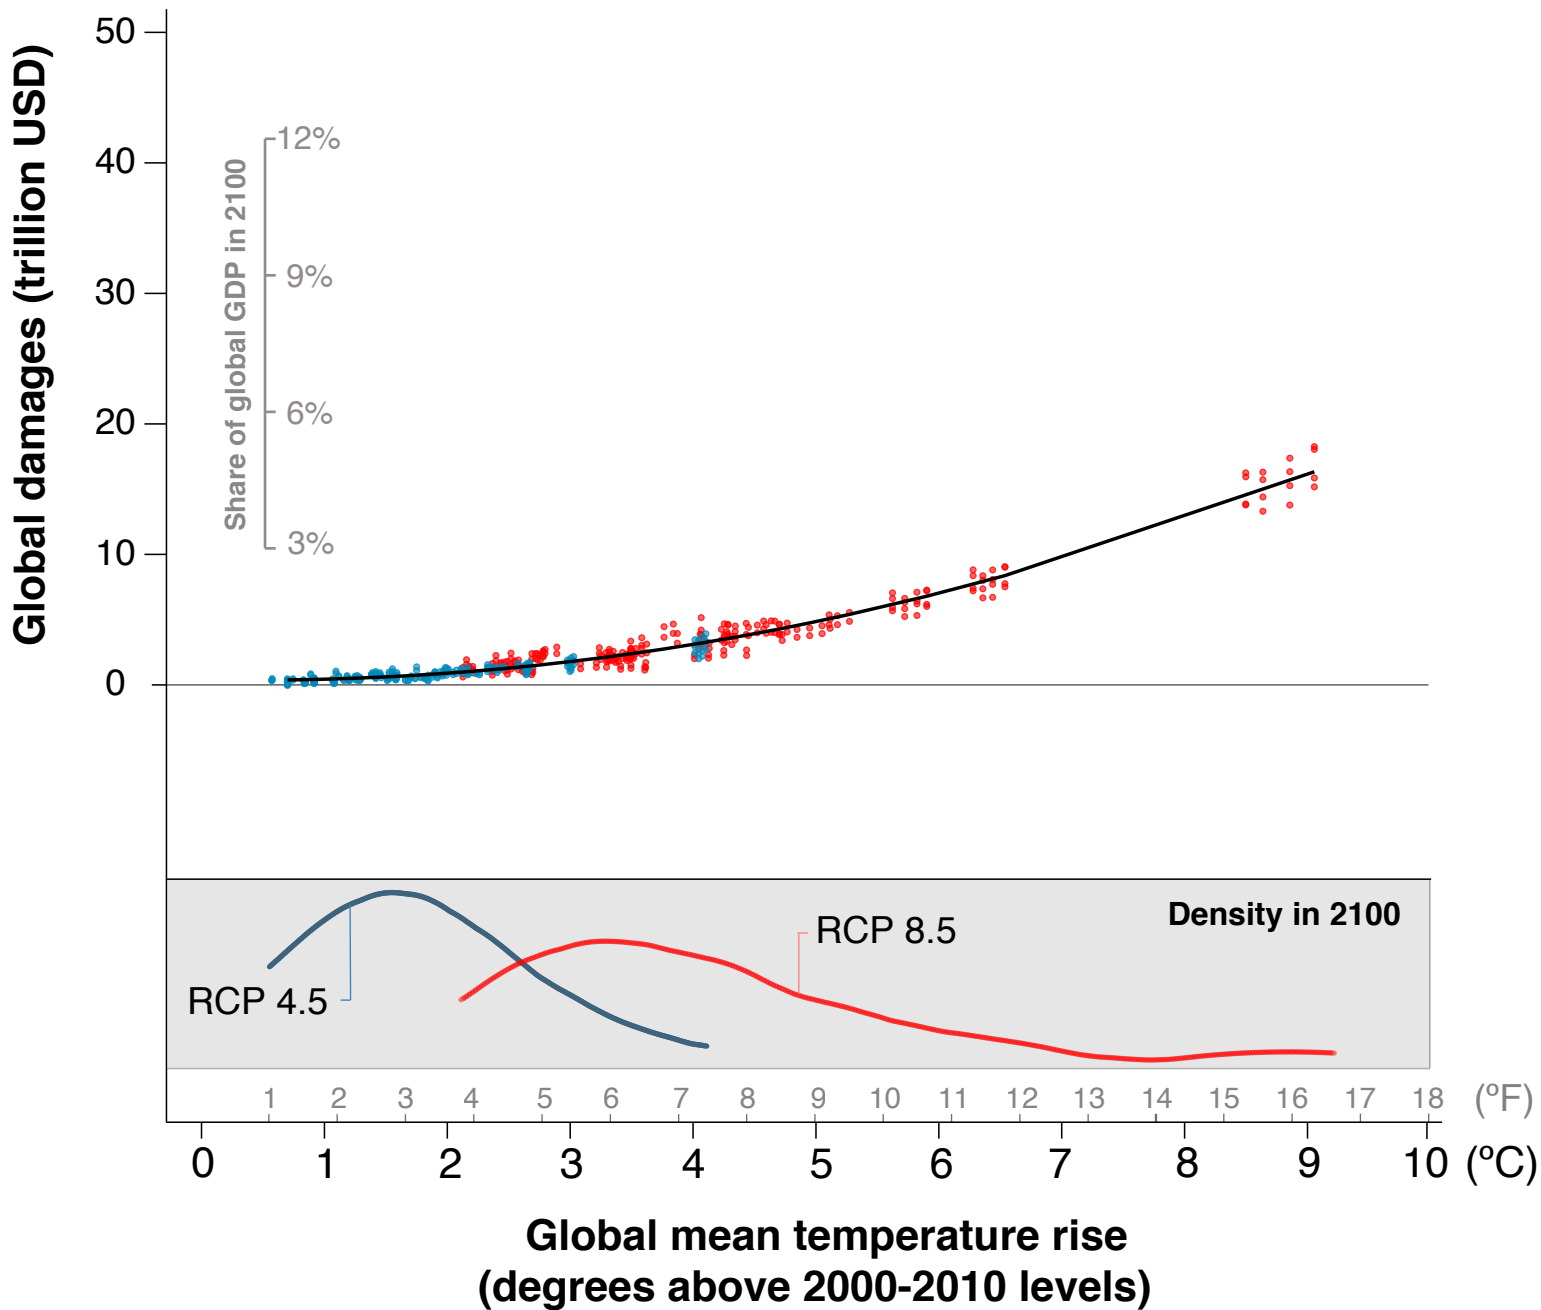 Global damages (trillion USD)
50
40
30
20
10
0
Share of global GDP in 2100
12%
9%
6%
3%
Density in 2100
RCP 8.5
RCP 4.5
1 2 3 4 5 6 7 8 9 10 11 12 13 14 15 16 17 18 (ºF)
0 1 2 3 4 5 6 7 8 9 10 (ºC)
Global mean temperature rise
(degrees above 2000-2010 levels)